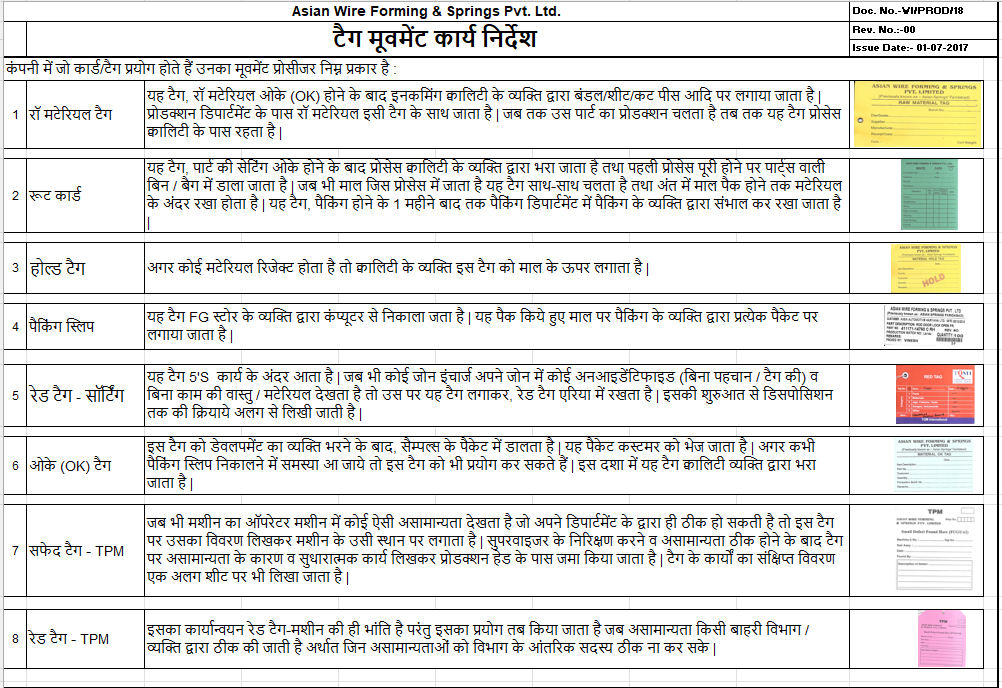 Asian Wire Forming & Springs Pvt. Ltd.
Doc. No.-WI/PROD/18
टैग मूवमेंट कार्य निर्देश
Rev. No.:-00
Issue Date:- 01-07-2017
कंपनी में जो कार्ड/टैग प्रयोग होते हैं उनका मूवमेंट प्रोसीजर निम्न प्रकार है :
1 रॉ मटेरियल टैग
यह टैग, रॉ मटेरियल ओके (OK) होने के बाद इनकमिंग क़ालिटी के व्यक्ति द्वारा बंडल/शीट/कट पीस आदि पर लगाया जाता है |
प्रोडक्शन डिपार्टमेंट के पास रॉ मटेरियल इसी टैग के साथ जाता है | जब तक उस पार्ट का प्रोडक्शन चलता है तब तक यह टैग प्रोसेस
क़ालिटी के पास रहता है |
ASIAN WIRE FORMING & SPRINGS
PVT. LIMITED
RAW MATERIAL TAG
2 रूट कार्ड
यह टैग, पार्ट की सेटिंग ओके होने के बाद प्रोसेस क़ालिटी के व्यक्ति द्वारा भरा जाता है तथा पहली प्रोसेस पूरी होने पर पार्ट्स वाली
बिन / बैग में डाला जाता है | जब भी माल जिस प्रोसेस में जाता है यह टैग साथ-साथ चलता है तथा अंत में माल पैक होने तक मटेरियल
के अंदर रखा होता है | यह टैग, पैकिंग होने के 1 महीने बाद तक पैकिंग डिपार्टमेंट में पैकिंग के व्यक्ति द्वारा संभाल कर रखा जाता है
|
3 होल्ड टैग
अगर कोई मटेरियल रिजेक्ट होता है तो क़ालिटी के व्यक्ति इस टैग को माल के ऊपर लगाता है |
ASIAN WIRE FORMING & SPRINGS
PVT. LIMITED
HOLD
4 पैकिंग स्लिप
यह टैग FG स्टोर के व्यक्ति द्वारा कंप्यूटर से निकाला जता है | यह पैक किये हुए माल पर पैकिंग के व्यक्ति द्वारा प्रत्येक पैकेट पर
लगाया जाता है |
ASIAN WIRE FORMING & SPRINGS PVT. LTD
5 रेड टैग - सॉर्टिंग
यह टैग 5'S कार्य के अंदर आता है | जब भी कोई जोन इंचार्ज अपने जोन में कोई अनआइडेंटिफाइड (बिना पहचान / टैग की) व
बिना काम की वास्तु / मटेरियल देखता है तो उस पर यह टैग लगाकर, रेड टैग एरिया में रखता है | इसकी शुरुआत से डिसपोसिशन
तक की क्रियाये अलग से लिखी जाती है |
RED TAG
6 ओके (OK) टैग
इस टैग को डेवलपमेंट का व्यक्ति भरने के बाद, सैम्पल्स के पैकेट में डालता है | यह पैकेट कस्टमर को भेज जाता है | अगर कभी
पैकिंग स्लिप निकालने में समस्या आ जाये तो इस टैग को भी प्रयोग कर सकते हैं | इस दशा में यह टैग क़ालिटी व्यक्ति द्वारा भरा
जाता है |
ASIAN WIRE FORMING & SPRINGS
PVT. LIMITED
MATERIAL OK TAG
7 सफेद टैग - TPM
जब भी मशीन का ऑपरेटर मशीन में कोई ऐसी असामान्यता देखता है जो अपने डिपार्टमेंट के द्वारा ही ठीक हो सकती है तो इस टैग
पर उसका विवरण लिखकर मशीन के उसी स्थान पर लगाता है | सुपरवाइजर के निरिक्षण करने व असामान्यता ठीक होने के बाद टैग
पर असामान्यता के कारण व सुधारात्मक कार्य लिखकर प्रोडक्शन हेड के पास जमा किया जाता है | टैग के कार्यों का संक्षिप्त विवरण
एक अलग शीट पर भी लिखा जाता है |
TPM
ASIAN WIRE FORMING
& SPRINGS PVT. LTD.
8 रेड टैग - TPM
इसका कार्यान्वयन रेड टैग-मशीन की ही भांति है परंतु इसका प्रयोग तब किया जाता है जब असामान्यता किसी बाहरी विभाग /
व्यक्ति द्वारा ठीक की जाती है अर्थात जिन असामान्यताओं को विभाग के आंतरिक सदस्य ठीक ना कर सके |
TPM